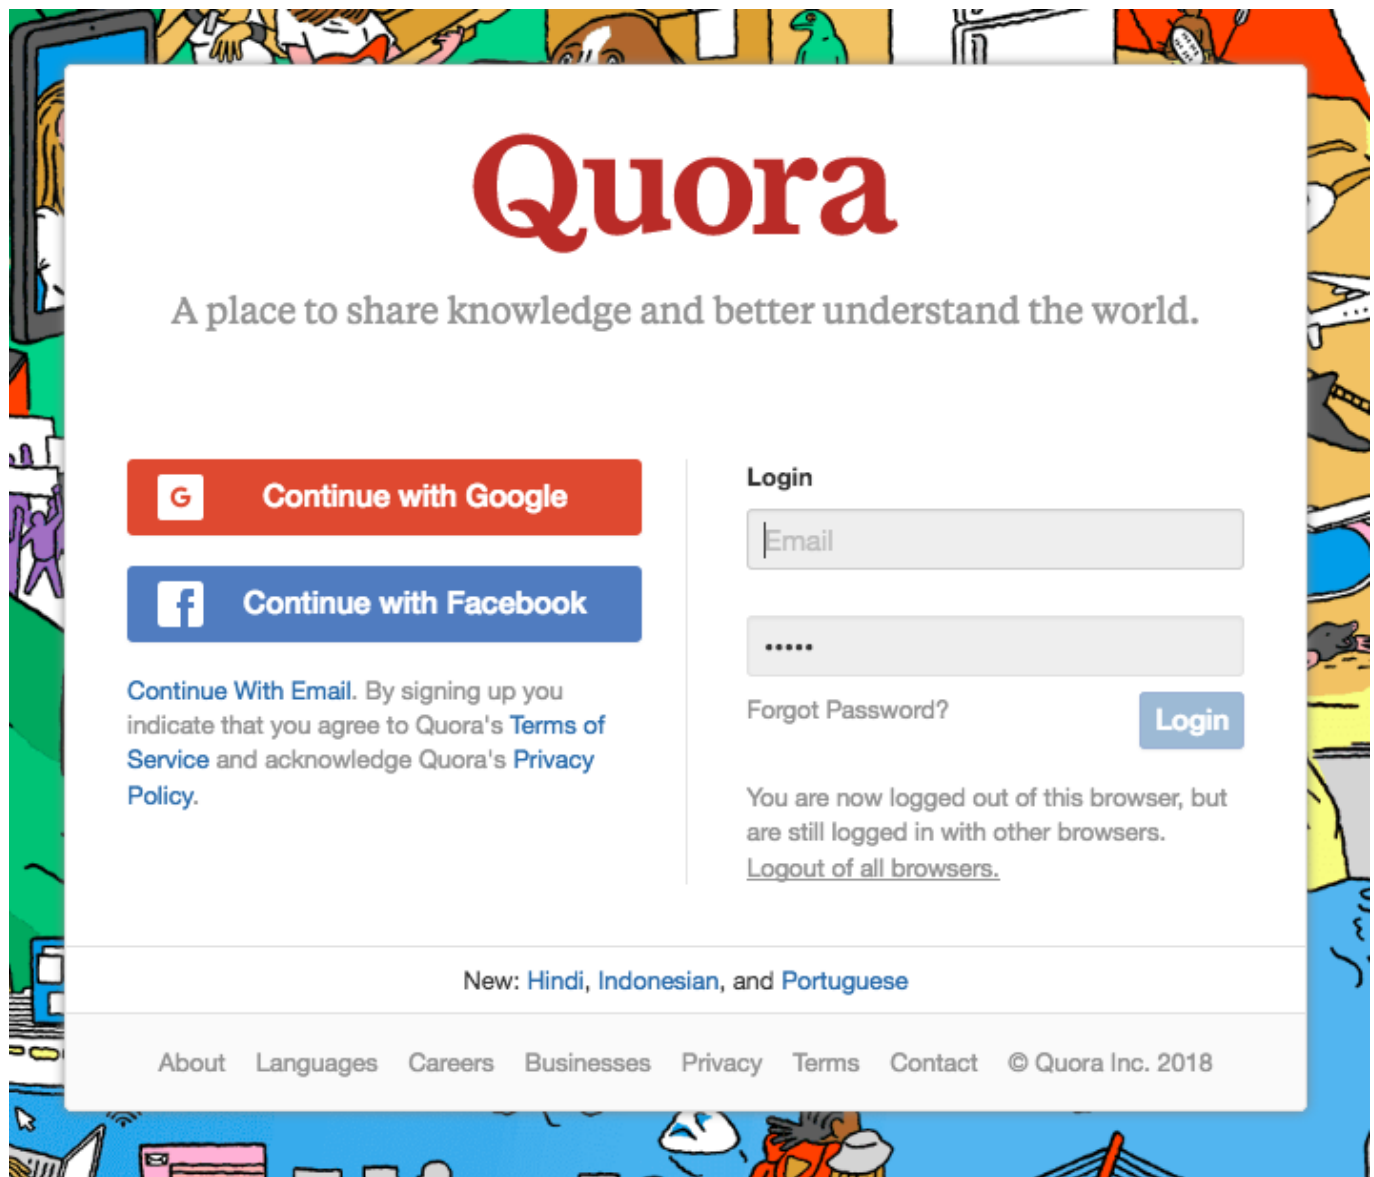 Quora
A place to share knowledge and better understand the world.
G
Continue with Google
f
Continue with Facebook
Continue With Email. By signing up you
indicate that you agree to Quora's Terms of
Service and acknowledge Quora's Privacy
Policy.
Login
Email
•••••
Forgot Password?
Login
You are now logged out of this browser, but
are still logged in with other browsers.
Logout of all browsers.
New: Hindi, Indonesian, and Portuguese
About Languages Careers Businesses Privacy Terms Contact © Quora Inc. 2018